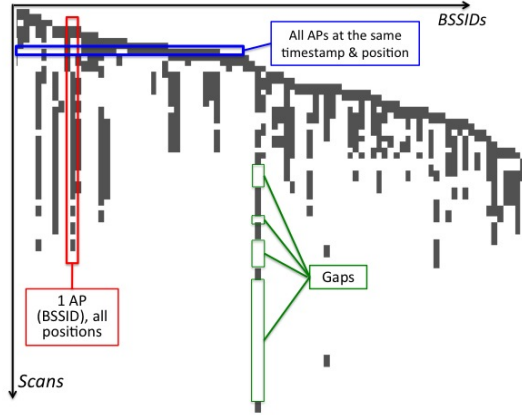 BSSIDs
All APs at the same
timestamp & position
Gaps
1 AP
(BSSID), all
positions
Scans